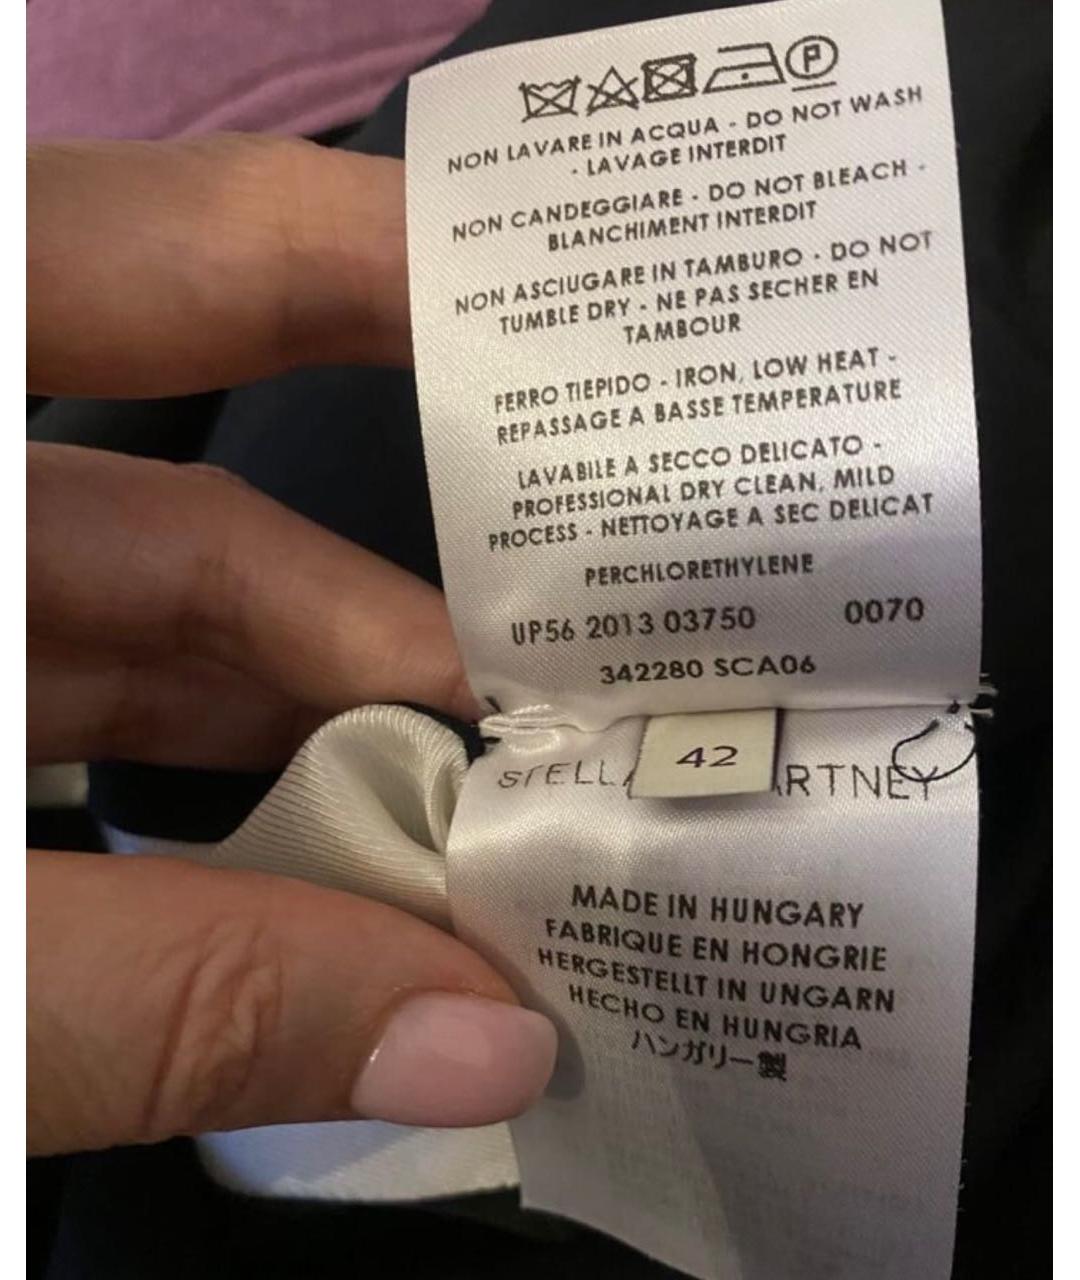 P
NON LAVARE IN ACQUA - DO NOT WASH
- LAVAGE INTERDIT
NON CANDEGGIARE - DO NOT BLEACH -
BLANCHIMENT INTERDIT
NON ASCIUGARE IN TAMBURO - DO NOT
TUMBLE DRY - NE PAS SECHER EN
TAMBOUR
FERRO TIEPIDO - IRON, LOW HEAT -
REPASSAGE A BASSE TEMPERATURE
LAVABILE A SECCO DELICATO -
PROFESSIONAL DRY CLEAN, MILD
PROCESS - NETTOYAGE A SEC DELICAT
PERCHLORETHYLENE
UP56 2013 03750 0070
342280 SCA06
STELL 42 RTNEY
MADE IN HUNGARY
FABRIQUE EN HONGRIE
HERGESTELLT IN UNGARN
HECHO EN HUNGRIA
ハンガリー製